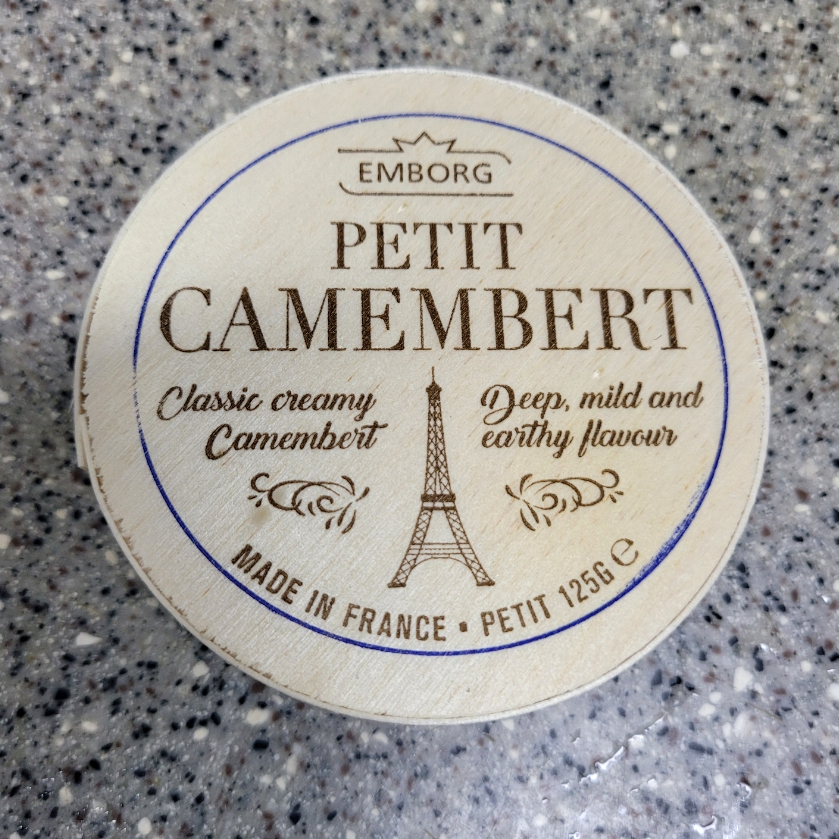 EMBORG
PETIT
CAMEMBERT
Classic creamy
Camembert
Deep, mild and
earthy flavour
MADE IN FRANCE • PETIT 125G ℮